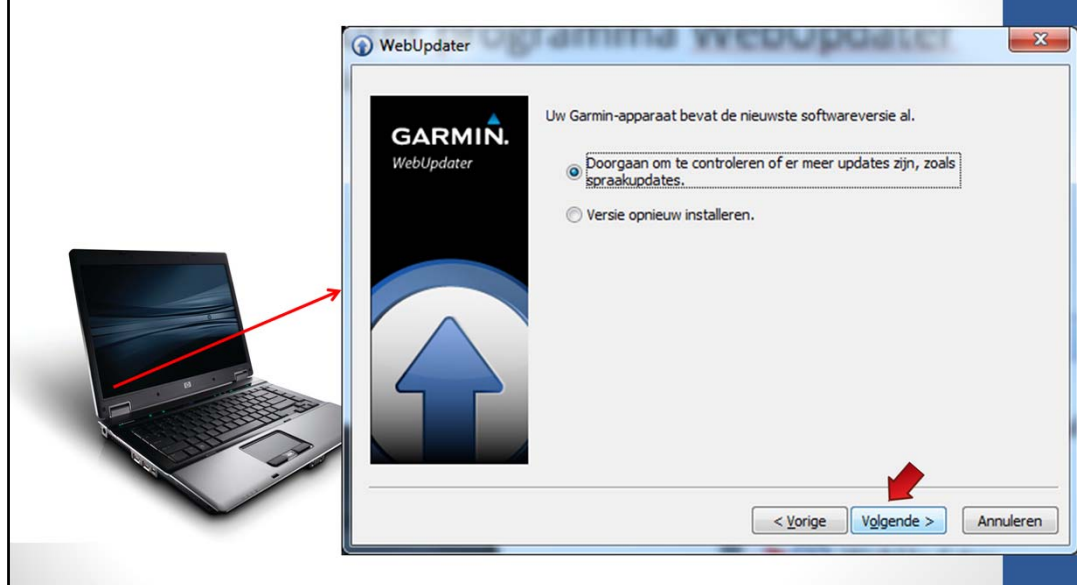 WebUpdater
GARMIN.
WebUpdater
Uw Garmin-apparaat bevat de nieuwste softwareversie al.
Doorgaan om te controleren of er meer updates zijn, zoals
spraakupdates.
Versie opnieuw installeren.
< Vorige
Volgende >
Annuleren